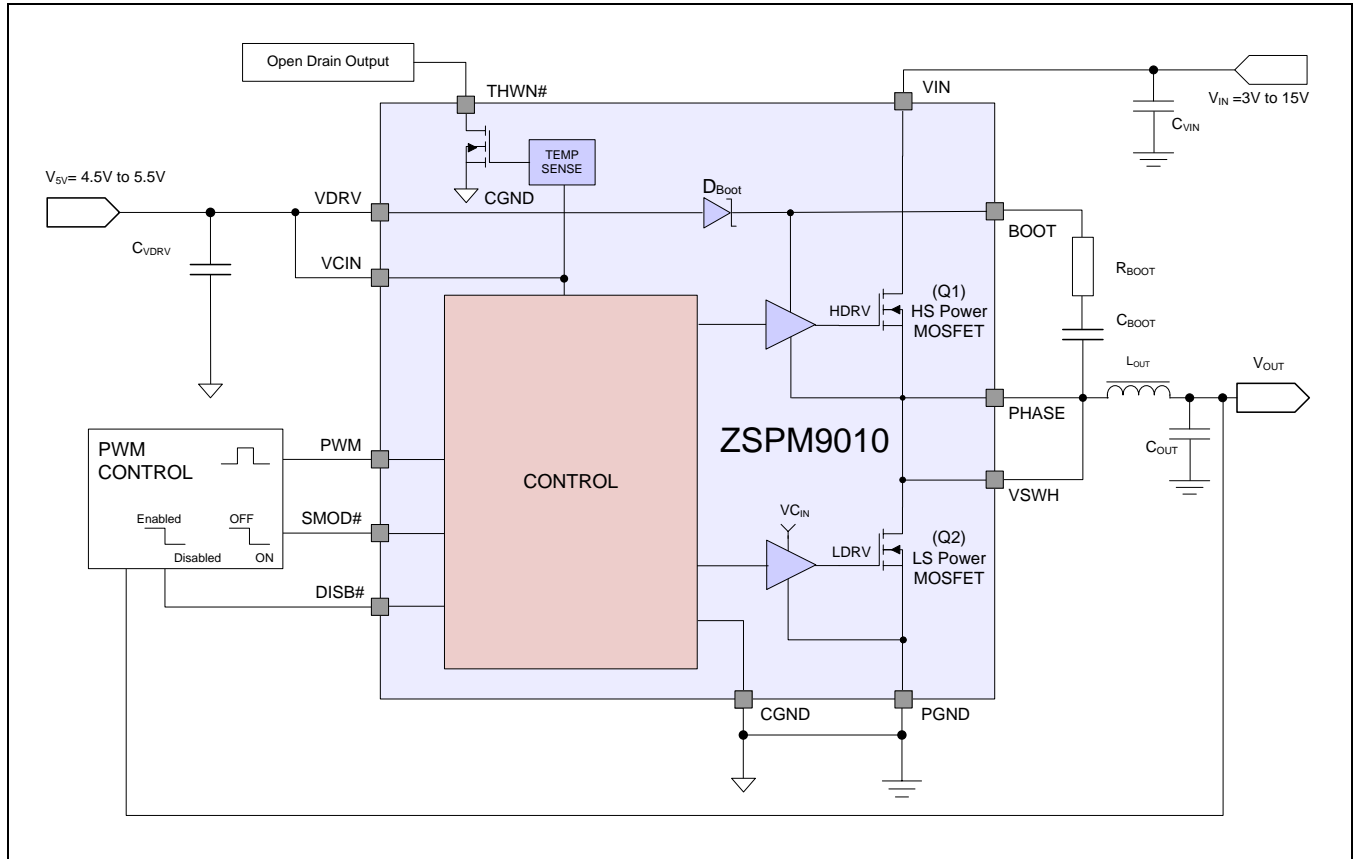 Open Drain Output
THWN#
VIN
VIN =3V to 15V
CVIN
TEMP
SENSE
V5V= 4.5V to 5.5V
VDRV
CGND
DBoot
BOOT
CVDRV
VCIN
RBOOT
(Q1)
HS Power
MOSFET
HDRV
CBOOT
LOUT
VOUT
PHASE
ZSPM9010
COUT
PWM
CONTROL
PWM
CONTROL
VSWH
Enabled
OFF
Disabled
ON
SMOD#
VCIN
(Q2)
LS Power
MOSFET
LDRV
DISB#
CGND
PGND